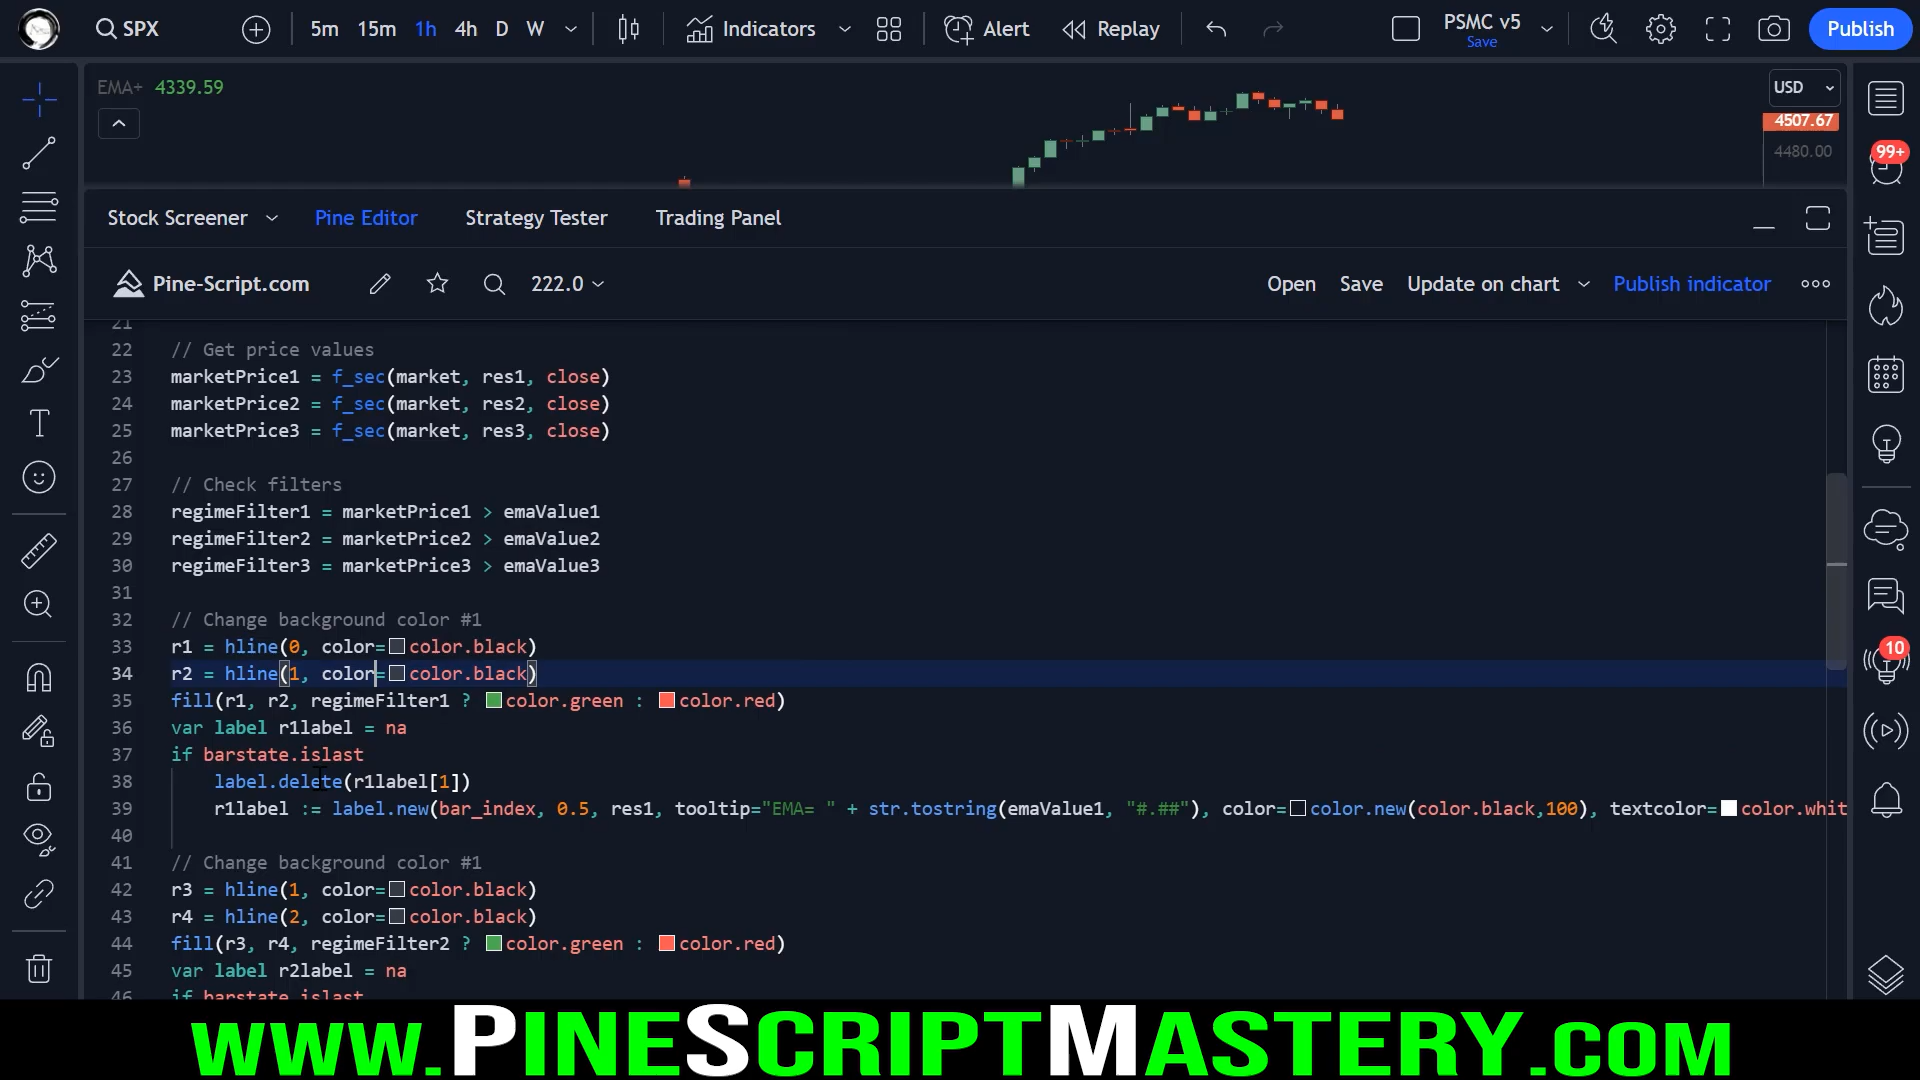 SPX
5m 15m 1h 4h D W
Indicators
Alert
Replay
PSMC v5
Save
Publish
EMA+ 4339.59
USD
4507.67
4480.00
99+
10
Stock Screener
Pine Editor
Strategy Tester
Trading Panel
Pine-Script.com
222.0
Open
Save
Update on chart
Publish indicator
21
22 // Get price values
23 marketPrice1 = f_sec(market, res1, close)
24 marketPrice2 = f_sec(market, res2, close)
25 marketPrice3 = f_sec(market, res3, close)
26
27 // Check filters
28 regimeFilter1 = marketPrice1 > emaValue1
29 regimeFilter2 = marketPrice2 > emaValue2
30 regimeFilter3 = marketPrice3 > emaValue3
31
32 // Change background color #1
33 r1 = hline(0, color=color.black)
34 r2 = hline(1, color=color.black)
35 fill(r1, r2, regimeFilter1 ? color.green : color.red)
36 var label r1label = na
37 if barstate.islast
38 label.delete(r1label[1])
39 r1label := label.new(bar_index, 0.5, res1, tooltip="EMA= " + str.tostring(emaValue1, "#.##"), color=color.new(color.black,100), textcolor=color.whit
40
41 // Change background color #1
42 r3 = hline(1, color=color.black)
43 r4 = hline(2, color=color.black)
44 fill(r3, r4, regimeFilter2 ? color.green : color.red)
45 var label r2label = na
46 if barstate.islast
www.PineScriptMastery.com